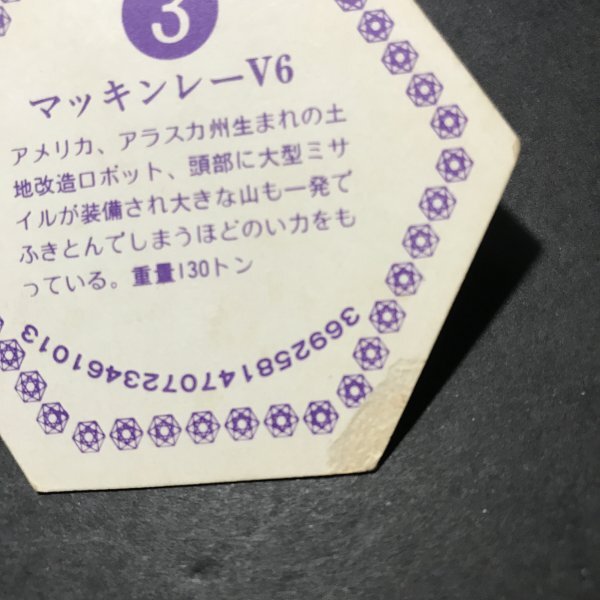 3
マッキンレーV6
アメリカ、アラスカ州生まれの土
地改造ロボット、頭部に大型ミサ
イルが装備され大きな山も一発で
ふきとんでしまうほどのい力をも
っている。重量130トン
36925814707234610​13